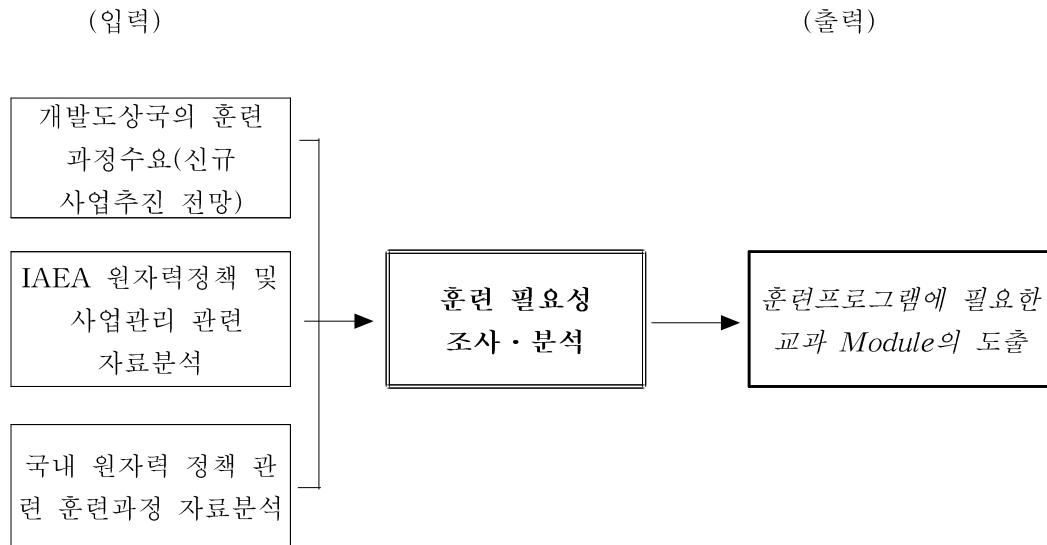 (입력)
(출력)
개발도상국의 훈련
과정수요(신규
사업추진 전망)
IAEA 원자력정책 및
사업관리 관련
자료분석
국내 원자력 정책 관
련 훈련과정 자료분석
훈련 필요성
조사·분석
훈련프로그램에 필요한
교과 Module의 도출